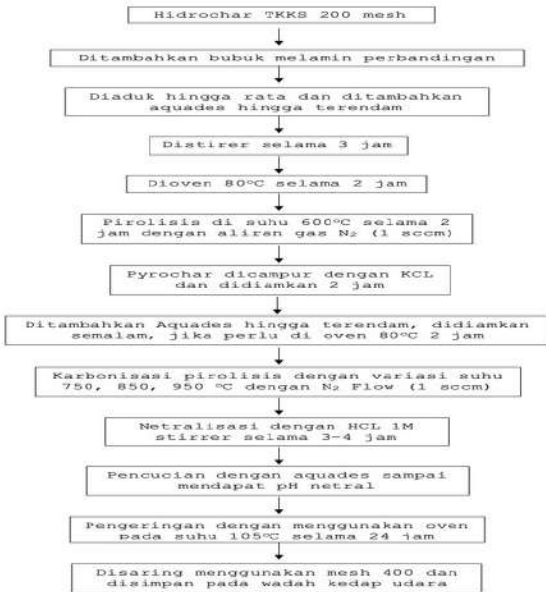 Hidrochar TKKS 200 mesh
Ditambahkan bubuk melamin perbandingan
Diaduk hingga rata dan ditambahkan
aquades hingga terendam
Distirer selama 3 jam
Dioven 80°C selama 2 jam
Pirolisis di suhu 600°C selama 2
jam dengan aliran gas N₂ (1 sccm)
Pyrochar dicampur dengan KCL
dan didiamkan 2 jam
Ditambahkan Aquades hingga terendam, didiamkan
semalam, jika perlu di oven 80°C 2 jam
Karbonisasi pirolisis dengan variasi suhu
750, 850, 950 °C dengan N₂ Flow (1 sccm)
Netralisasi dengan HCL 1M
stirrer selama 3-4 jam
Pencucian dengan aquades sampai
mendapat pH netral
Pengeringan dengan menggunakan oven
pada suhu 105°C selama 24 jam
Disaring menggunakan mesh 400 dan
disimpan pada wadah kedap udara